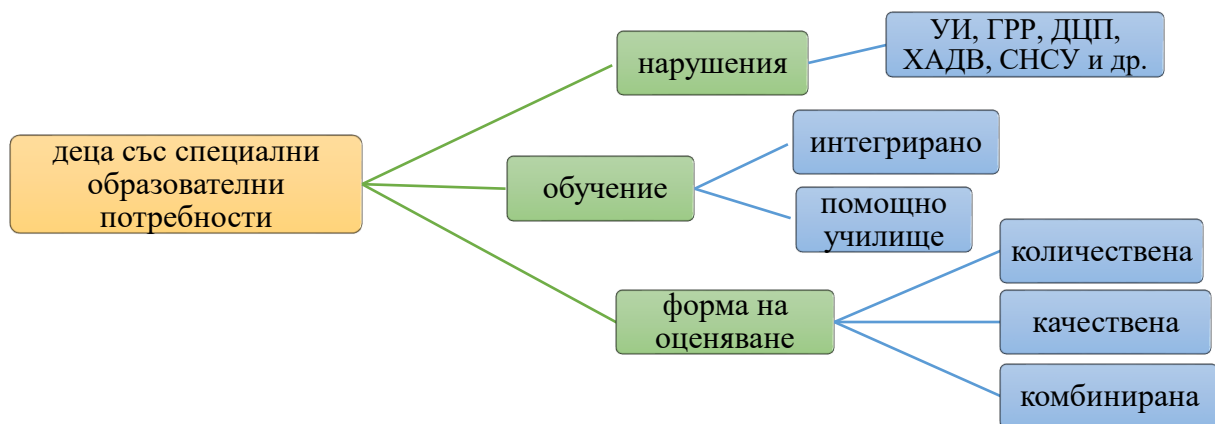 деца със специални
образователни
потребности
нарушения
УИ, ГРР, ДЦП,
ХАДВ, СНСУ и др.
обучение
интегрирано
помощно
училище
форма на
оценяване
количествена
качествена
комбинирана